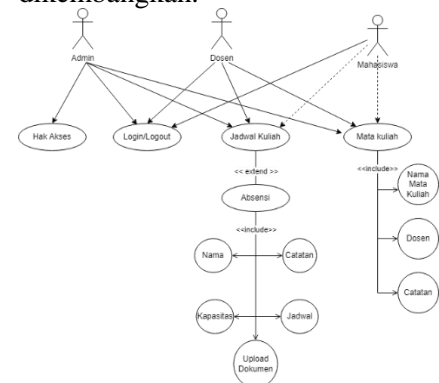 dikembangkan.
Admin
Dosen
Mahasiswa
Hak Akses
Login/Logout
Jadwal Kuliah
Mata kuliah
<< extend >>
<<include>>
Absensi
Nama
Mata
Kuliah
<<include>>
Dosen
Nama
Catatan
Catatan
Kapasitas
Jadwal
Upload
Dokumen